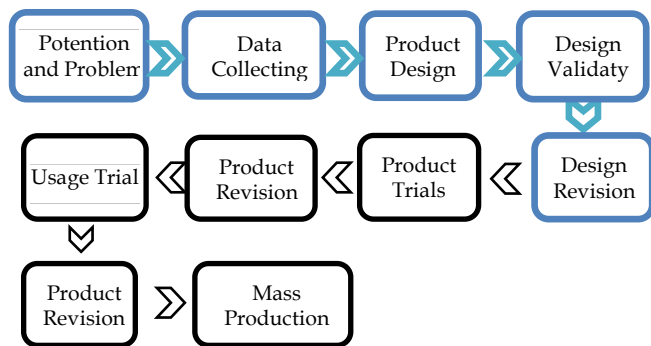 Potention
and Problem
Data
Collecting
Product
Design
Design
Validaty
Design
Revision
Product
Trials
Product
Revision
Usage Trial
Product
Revision
Mass
Production